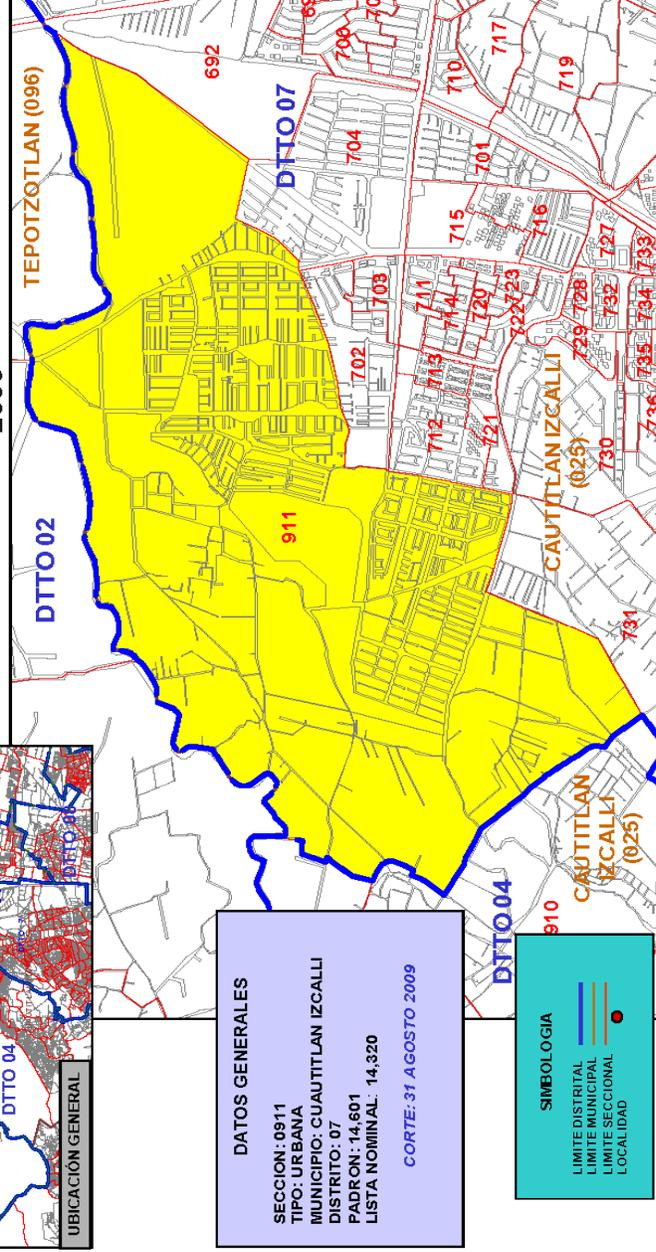 TEPOTZOTLAN (096)
DTTO 02
692
DTTO 07
700
704
710
717
719
701
715
716
727
733
703
711
714
720
723
722
728
732
734
729
735
736
702
713
712
721
730
CAUTITLAN IZCALLI
(025)
731
911
CAUTITLAN
IZCALLI
(025)
DTTO 04
910
DTTO 04
UBICACIÓN GENERAL
DATOS GENERALES
SECCION: 0911
TIPO: URBANA
MUNICIPIO: CUAUTITLAN IZCALLI
DISTRITO: 07
PADRON: 14,601
LISTA NOMINAL: 14,320
CORTE: 31 AGOSTO 2009
SIMBOLOGIA
LIMITE DISTRITAL
LIMITE MUNICIPAL
LIMITE SECCIONAL
LOCALIDAD